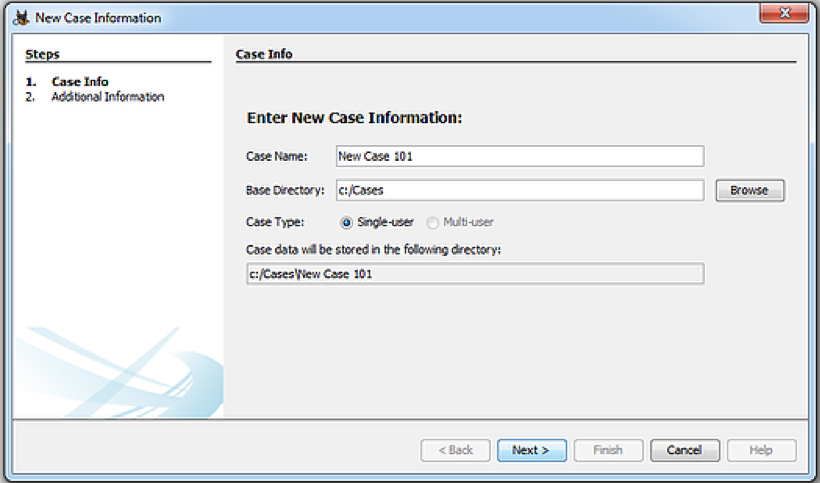 New Case Information
Steps
1. Case Info
2. Additional Information
Case Info
Enter New Case Information:
Case Name: New Case 101
Base Directory: c:/Cases Browse
Case Type: Single-user Multi-user
Case data will be stored in the following directory:
c:/Cases\New Case 101
< Back Next > Finish Cancel Help